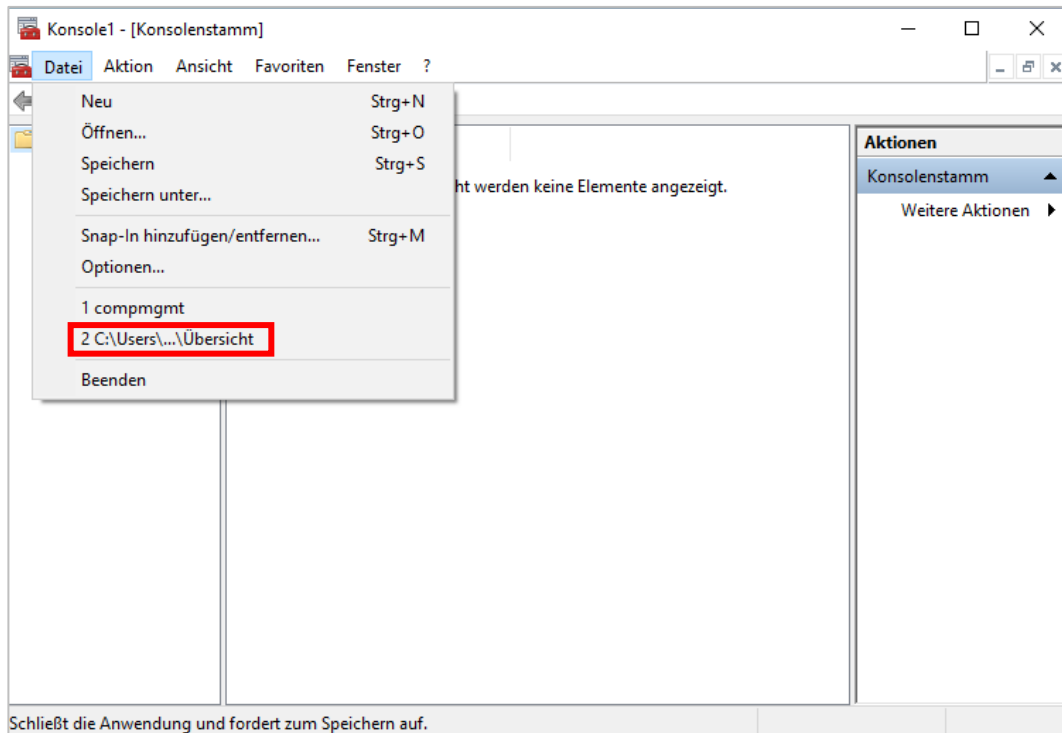 Konsole1 - [Konsolenstamm]
Datei Aktion Ansicht Favoriten Fenster ?
Neu Strg+N
Öffnen... Strg+O
Speichern Strg+S
Speichern unter...
Snap-In hinzufügen/entfernen... Strg+M
Optionen...
1 compmgmt
2 C:\Users\...\Übersicht
Beenden
werden keine Elemente angezeigt.
Aktionen
Konsolenstamm
Weitere Aktionen
Schließt die Anwendung und fordert zum Speichern auf.